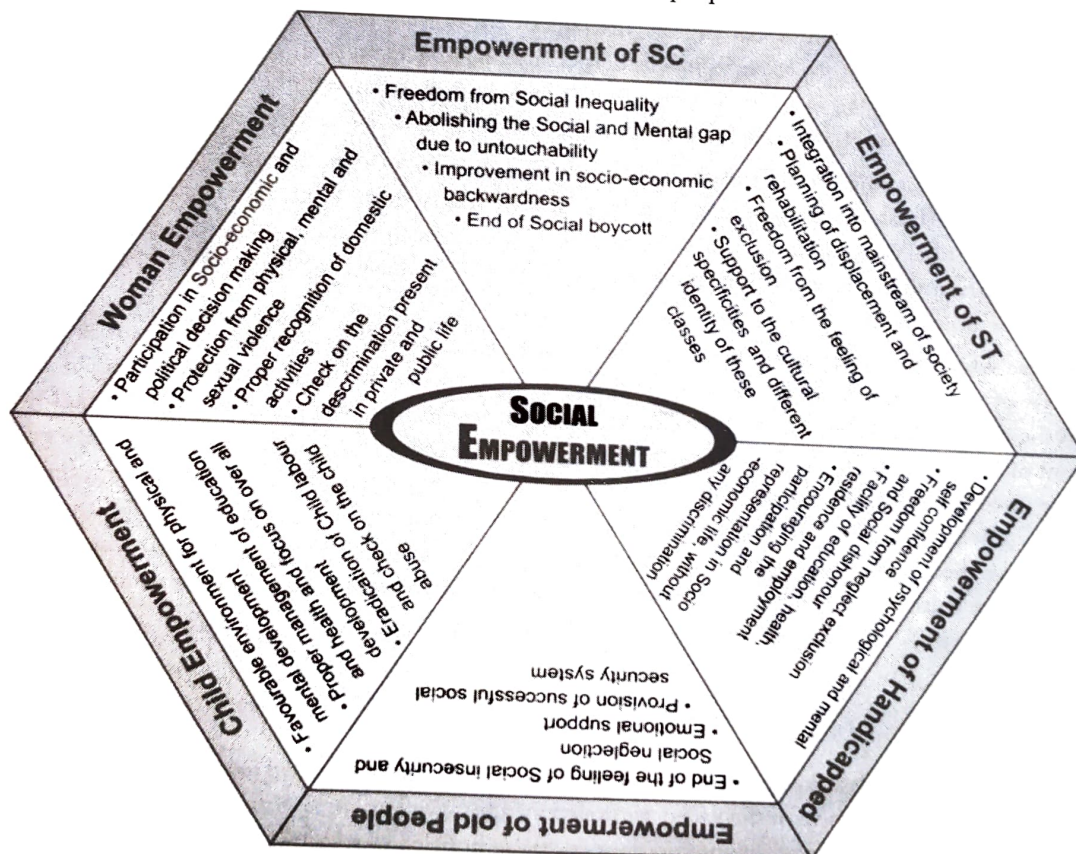 Empowerment of SC
• Freedom from Social Inequality
• Abolishing the Social and Mental gap
due to untouchability
• Improvement in socio-economic
backwardness
• End of Social boycott
Empowerment of ST
• Integration into mainstream of society
• Planning of displacement and
rehabilitation
• Freedom from the feeling of
exclusion
• Support to the cultural
specificities and different
identity of these
classes
Empowerment of Handicapped
• Development of psychological and mental
self confidence
• Freedom from neglect exclusion
and Social dishonour
• Facility of education, health,
residence and employment
• Encouraging the
participation and
representation in Socio
-economic life, without
any discrimination
Empowerment of old People
• End of the feeling of Social insecurity and
Social neglection
• Emotional support
• Provision of successful social
security system
Child Empowerment
• Favourable environment for physical and
mental development
• Proper management of education
and health and focus on over all
development
• Eradication of Child labour
and check on the child
abuse
Woman Empowerment
• Participation in Socio-economic and
political decision making
• Protection from physical, mental and
sexual violence
• Proper recognition of domestic
activities
• Check on the
discrimination present
in private and
public life
SOCIAL
EMPOWERMENT